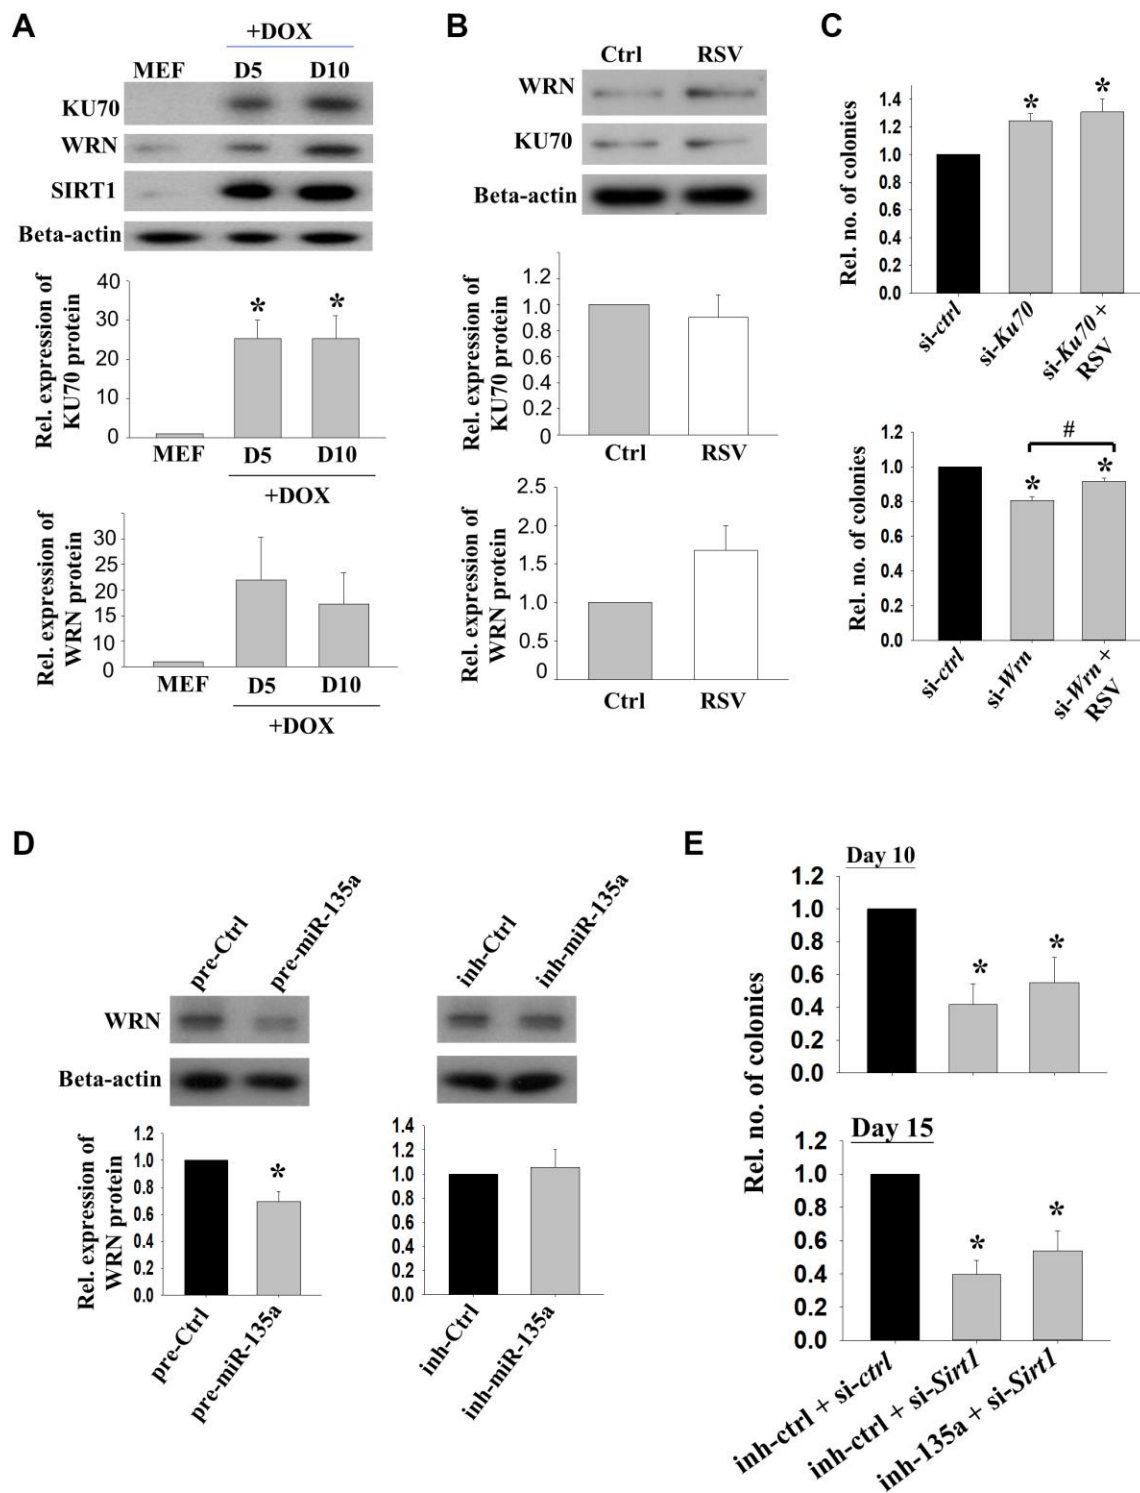 A
+DOX
MEF D5 D10
KU70
WRN
SIRT1
Beta-actin
Rel. expression of
KU70 protein
40
30
20
10
0
* *
MEF D5 D10
+DOX
Rel. expression of
WRN protein
30
25
20
15
10
0
MEF D5 D10
+DOX
B
Ctrl RSV
WRN
KU70
Beta-actin
Rel. expression of
KU70 protein
1.2
1.0
0.8
0.6
0.4
0.2
0
Ctrl RSV
Rel. expression of
WRN protein
2.5
2.0
1.5
1.0
0.5
0
Ctrl RSV
C
Rel. no. of colonies
1.4
1.2
1.0
0.8
0.6
0.4
0.2
0.0
* *
si-ctrl
si-Ku70
si-Ku70 +
RSV
Rel. no. of colonies
1.2
1.0
0.8
0.6
0.4
0.2
0.0
#
* *
si-ctrl
si-Wrn
si-Wrn +
RSV
D
pre-Ctrl
pre-miR-135a
WRN
Beta-actin
Rel. expression of
WRN protein
1.2
1.0
0.8
0.6
0.4
0.2
0.0
*
pre-Ctrl
pre-miR-135a
inh-Ctrl
inh-miR-135a
1.4
1.2
1.0
0.8
0.6
0.4
0.2
0.0
inh-Ctrl
inh-miR-135a
E
Rel. no. of colonies
Day 10
1.2
1.0
0.8
0.6
0.4
0.2
0.0
* *
Day 15
1.2
1.0
0.8
0.6
0.4
0.2
0.0
* *
inh-ctrl + si-ctrl
inh-ctrl + si-Sirt1
inh-135a + si-Sirt1